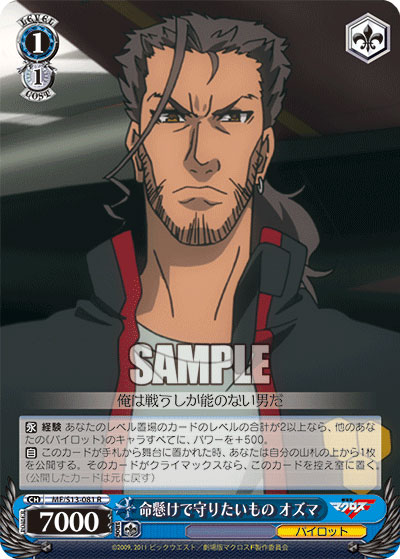 LEVEL
1
1
COST
SAMPLE
俺は戦うしか能のない男だ
永 経験 あなたのレベル置場のカードのレベルの合計が2以上なら、他のあな
たの《パイロット》のキャラすべてに、パワーを+500。
自 このカードが手札から舞台に置かれた時、あなたは自分の山札の上から1枚
を公開する。そのカードがクライマックスなら、このカードを控え室に置く。
(公開したカードは元に戻す)
CH MF/S13-081 R
POWER 7000
命懸けで守りたいもの オズマ
マクロスF
パイロット
©2009, 2011 ビックウエスト/劇場版マクロスF製作委員会